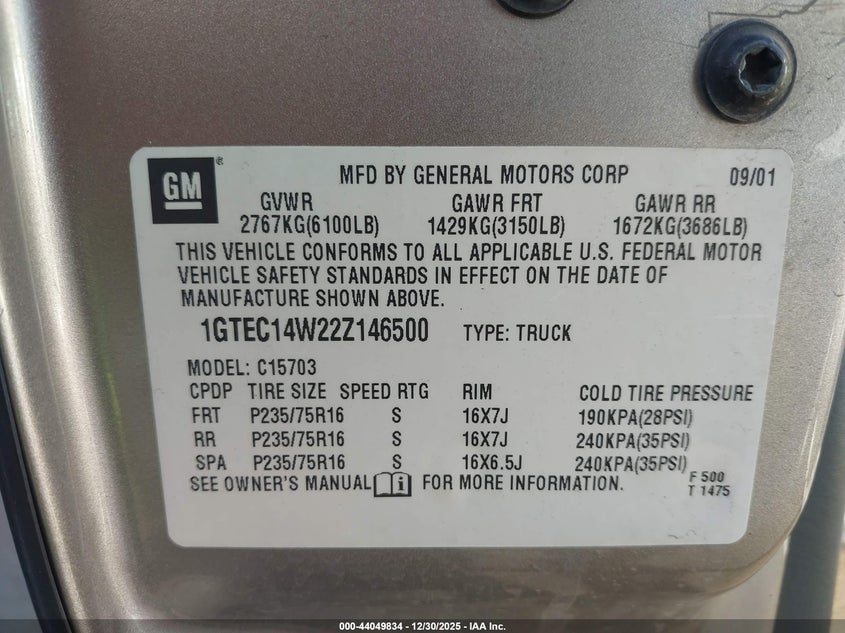 GM
MFD BY GENERAL MOTORS CORP 09/01
GVWR GAWR FRT GAWR RR
2767KG(6100LB) 1429KG(3150LB) 1672KG(3686LB)
THIS VEHICLE CONFORMS TO ALL APPLICABLE U.S. FEDERAL MOTOR
VEHICLE SAFETY STANDARDS IN EFFECT ON THE DATE OF
MANUFACTURE SHOWN ABOVE.
1GTEC14W22Z146500 TYPE: TRUCK
MODEL: C15703
CPDP TIRE SIZE SPEED RTG RIM COLD TIRE PRESSURE
FRT P235/75R16 S 16X7J 190KPA(28PSI)
RR P235/75R16 S 16X7J 240KPA(35PSI)
SPA P235/75R16 S 16X6.5J 240KPA(35PSI)
SEE OWNER'S MANUAL FOR MORE INFORMATION.
F 500
T 1475
000-44049834 - 12/30/2025 - IAA Inc.